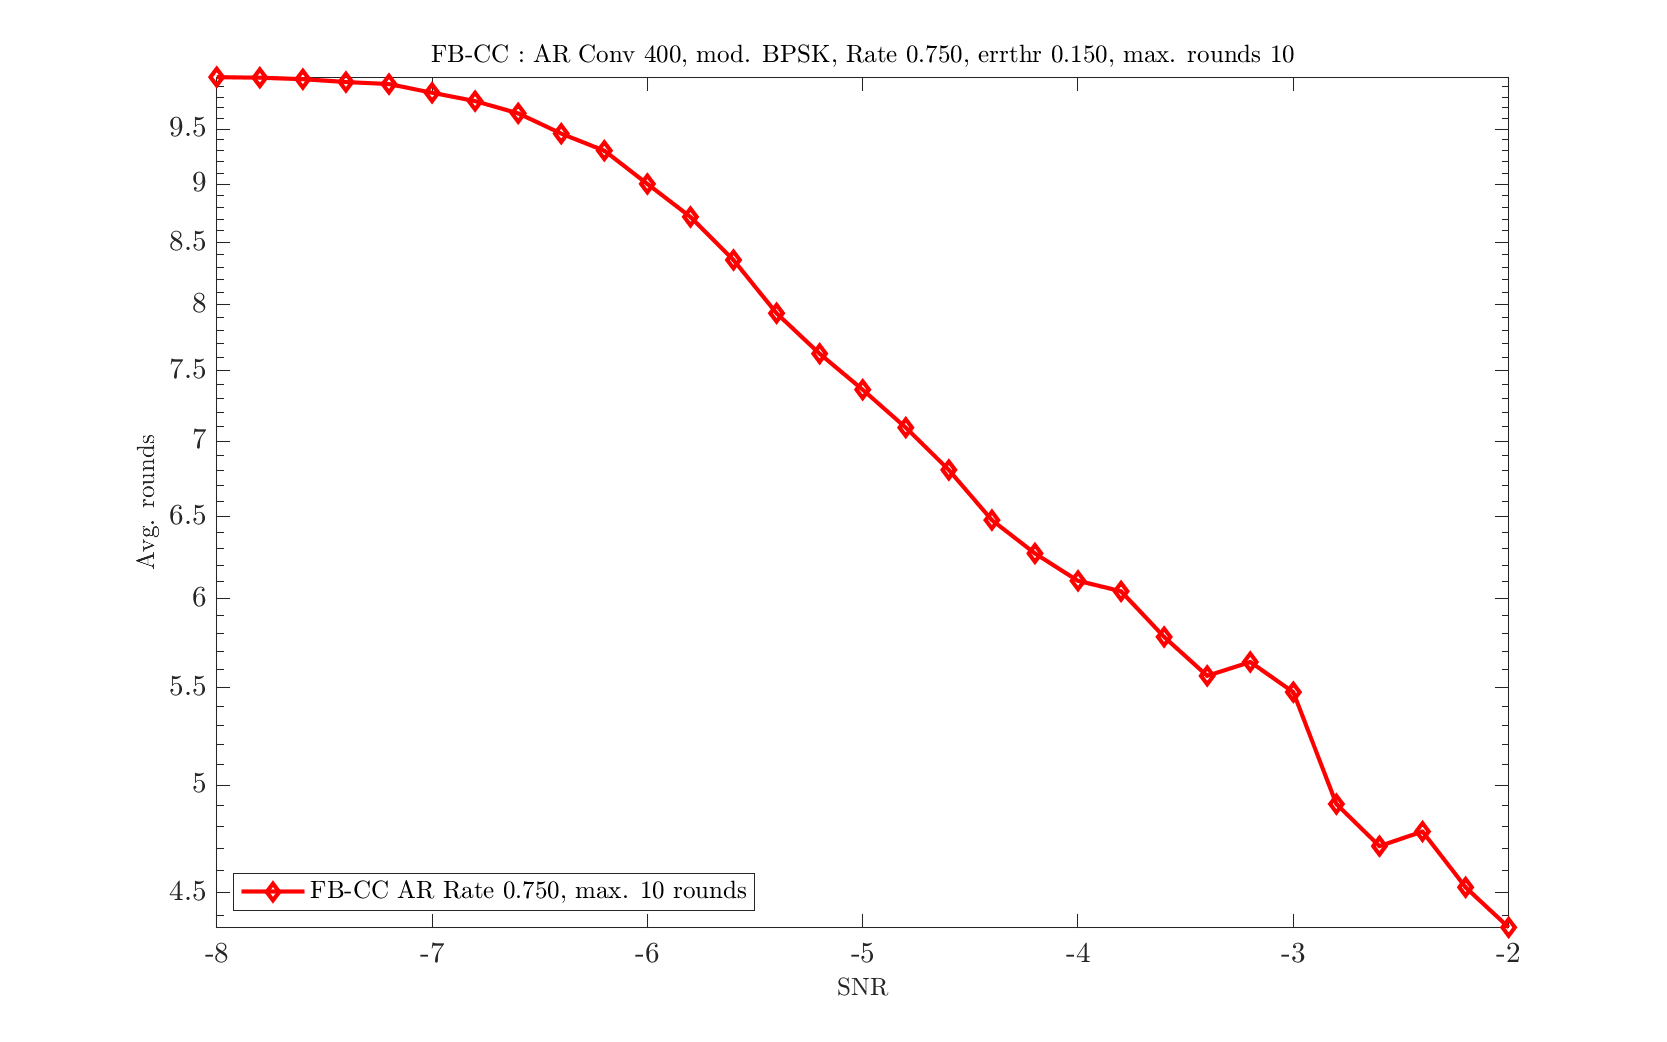 FB-CC : AR Conv 400, mod. BPSK, Rate 0.750, errthr 0.150, max. rounds 10
9.5
9
8.5
8
7.5
7
6.5
6
5.5
5
4.5
Avg. rounds
FB-CC AR Rate 0.750, max. 10 rounds
-8 -7 -6 -5 -4 -3 -2
SNR